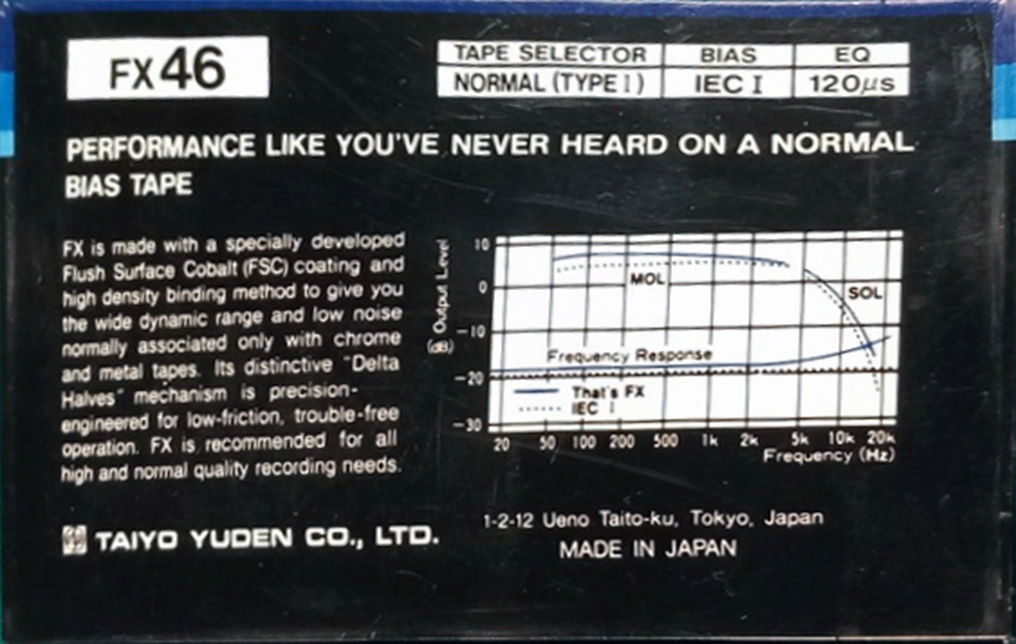 FX46
TAPE SELECTOR BIAS EQ
NORMAL (TYPE I) IEC I 120μs
PERFORMANCE LIKE YOU'VE NEVER HEARD ON A NORMAL
BIAS TAPE
FX is made with a specially developed
Flush Surface Cobalt (FSC) coating and
high density binding method to give you
the wide dynamic range and low noise
normally associated only with chrome
and metal tapes. Its distinctive "Delta
Halves" mechanism is precision-
engineered for low-friction, trouble-free
operation. FX is recommended for all
high and normal quality recording needs.
(dB) Output Level
10
0
-10
-20
-30
MOL
SOL
Frequency Response
That's FX
IEC I
20 50 100 200 500 1k 2k 5k 10k 20k
Frequency (Hz)
TAIYO YUDEN CO., LTD.
1-2-12 Ueno Taito-ku, Tokyo, Japan
MADE IN JAPAN